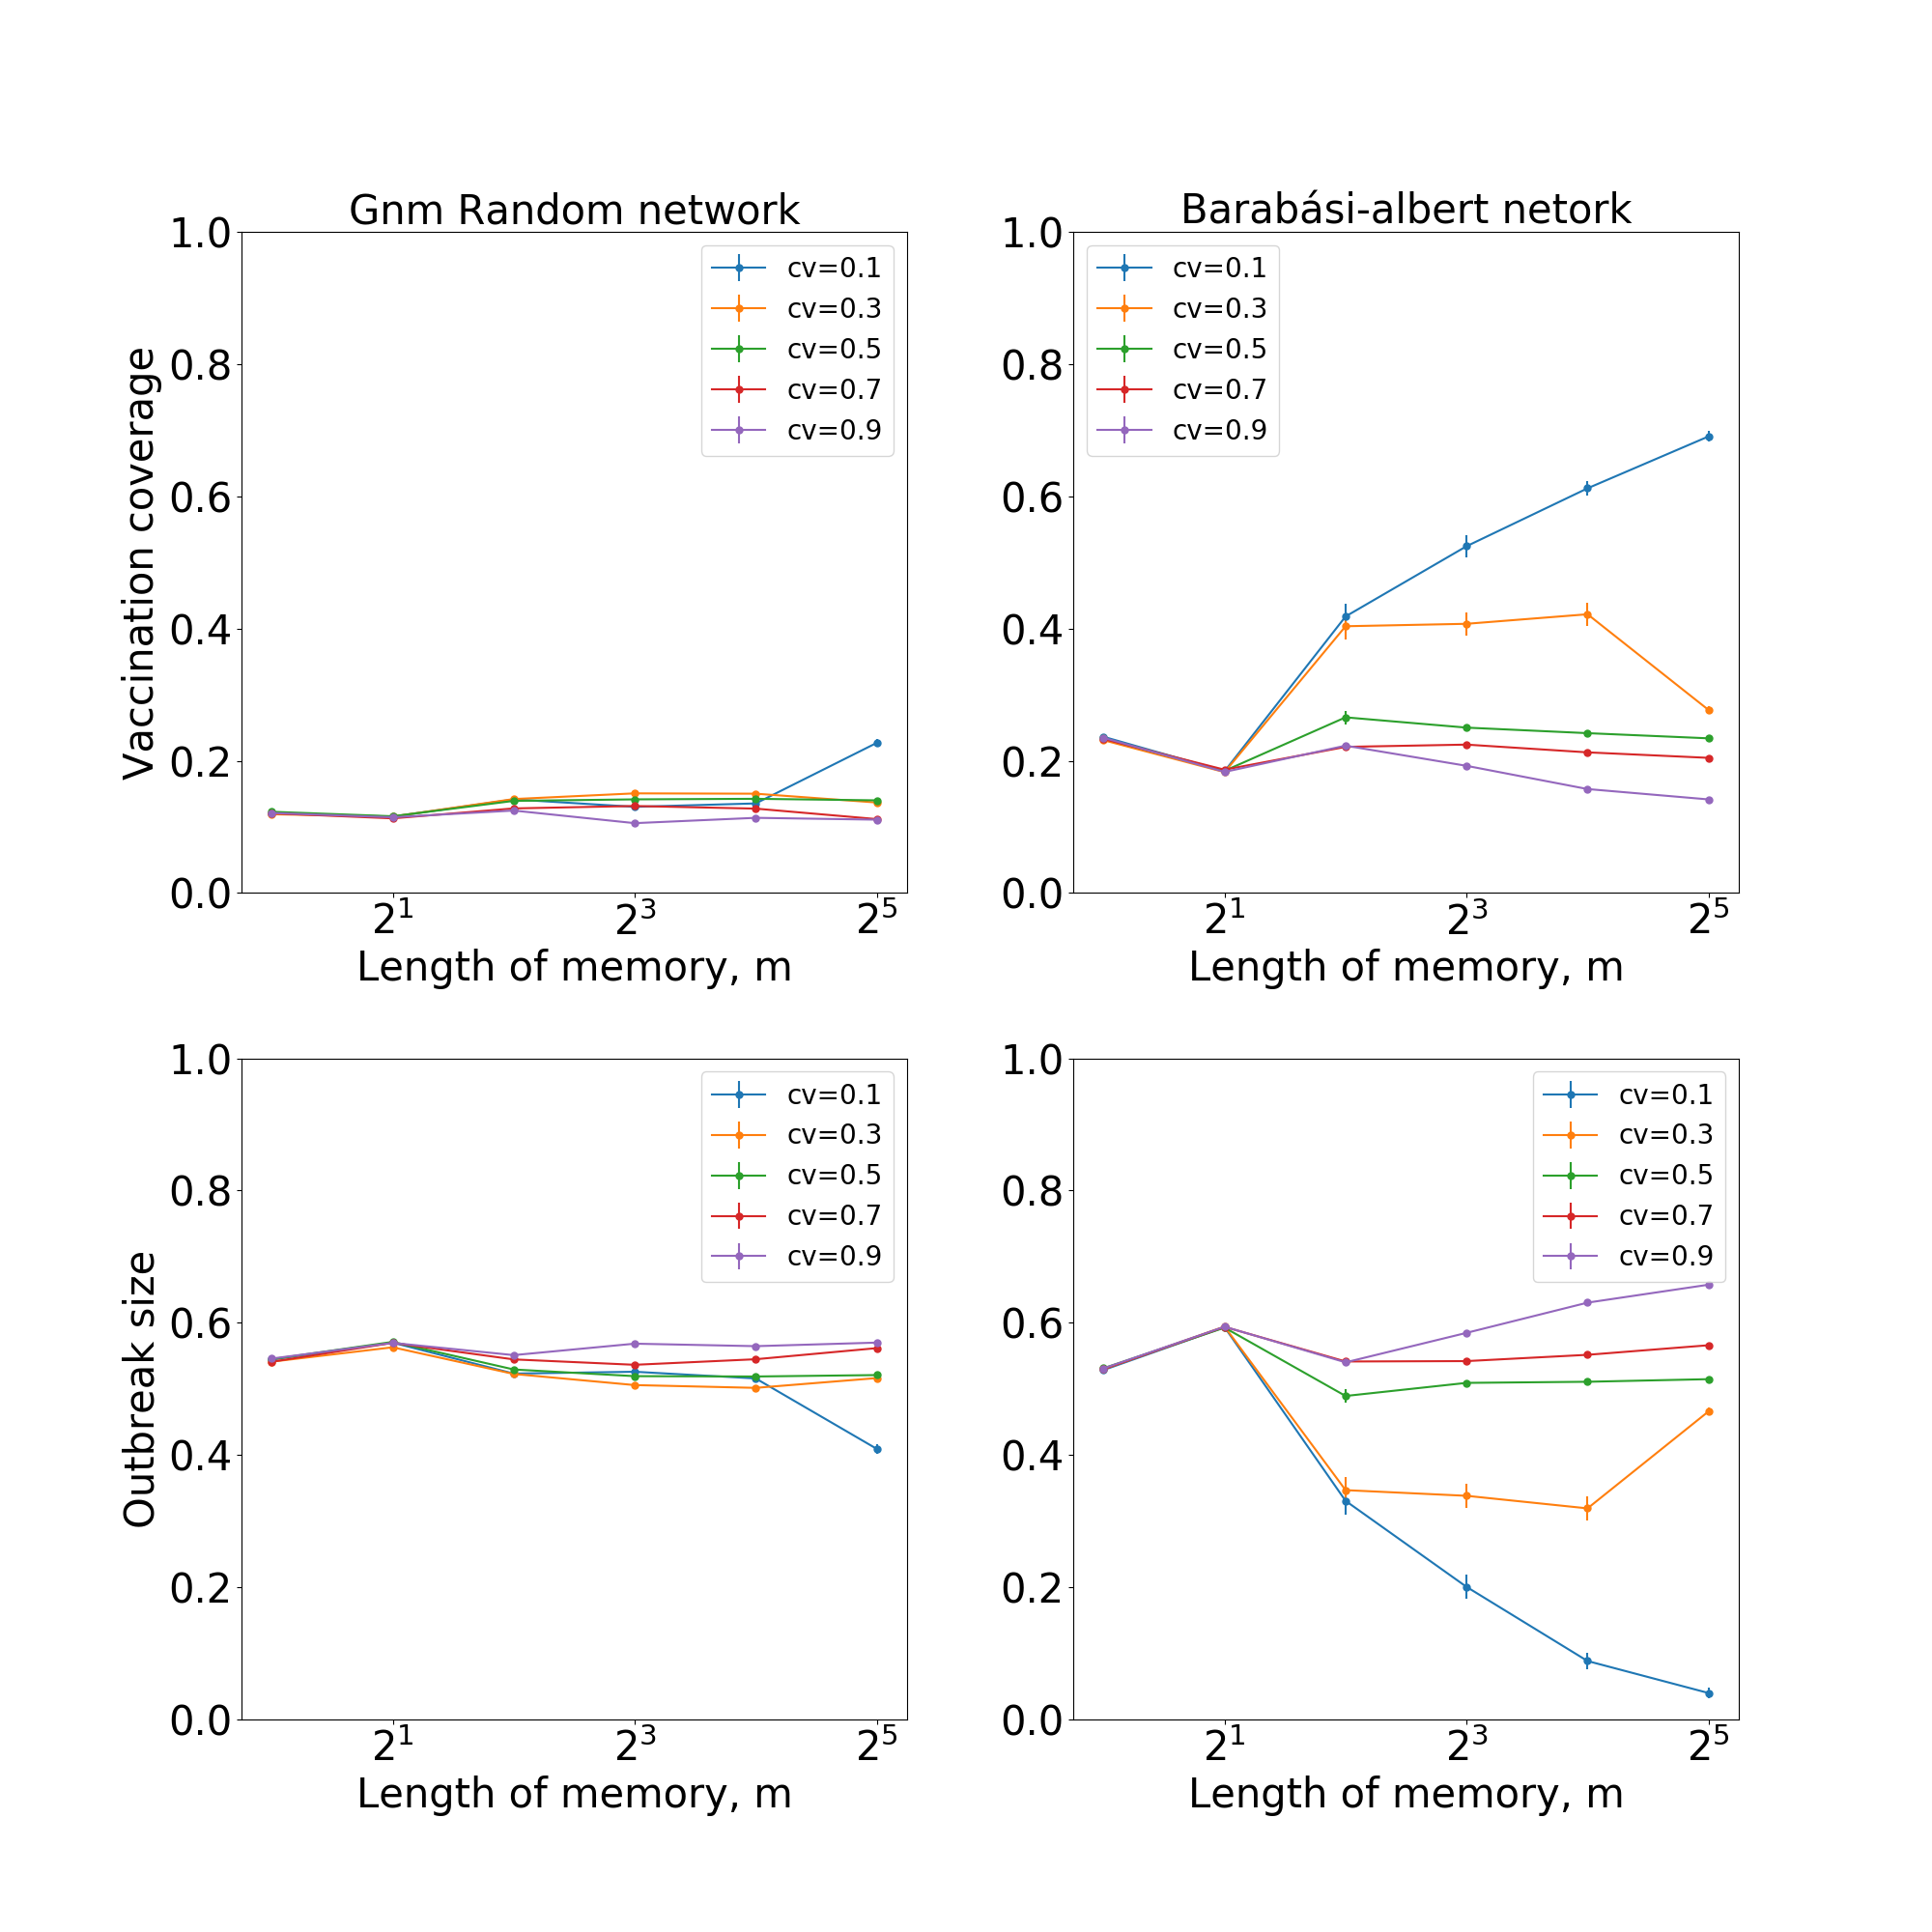 Gnm Random network
Vaccination coverage
1.0
0.8
0.6
0.4
0.2
0.0
cv=0.1
cv=0.3
cv=0.5
cv=0.7
cv=0.9
2^1 2^3 2^5
Length of memory, m
Barabási-albert netork
1.0
0.8
0.6
0.4
0.2
0.0
cv=0.1
cv=0.3
cv=0.5
cv=0.7
cv=0.9
2^1 2^3 2^5
Length of memory, m
Outbreak size
1.0
0.8
0.6
0.4
0.2
0.0
cv=0.1
cv=0.3
cv=0.5
cv=0.7
cv=0.9
2^1 2^3 2^5
Length of memory, m
1.0
0.8
0.6
0.4
0.2
0.0
cv=0.1
cv=0.3
cv=0.5
cv=0.7
cv=0.9
2^1 2^3 2^5
Length of memory, m